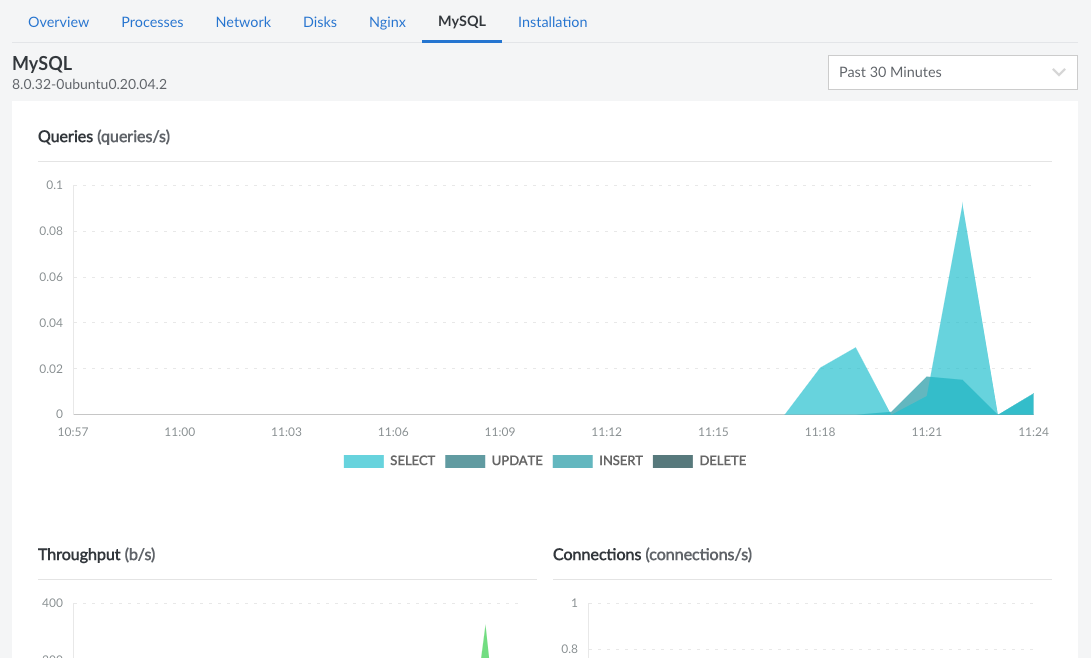 Overview Processes Network Disks Nginx MySQL Installation
MySQL
8.0.32-0ubuntu0.20.04.2
Past 30 Minutes
Queries (queries/s)
0.1
0.08
0.06
0.04
0.02
0
10:57 11:00 11:03 11:06 11:09 11:12 11:15 11:18 11:21 11:24
SELECT UPDATE INSERT DELETE
Throughput (b/s) Connections (connections/s)
400 1
0.8